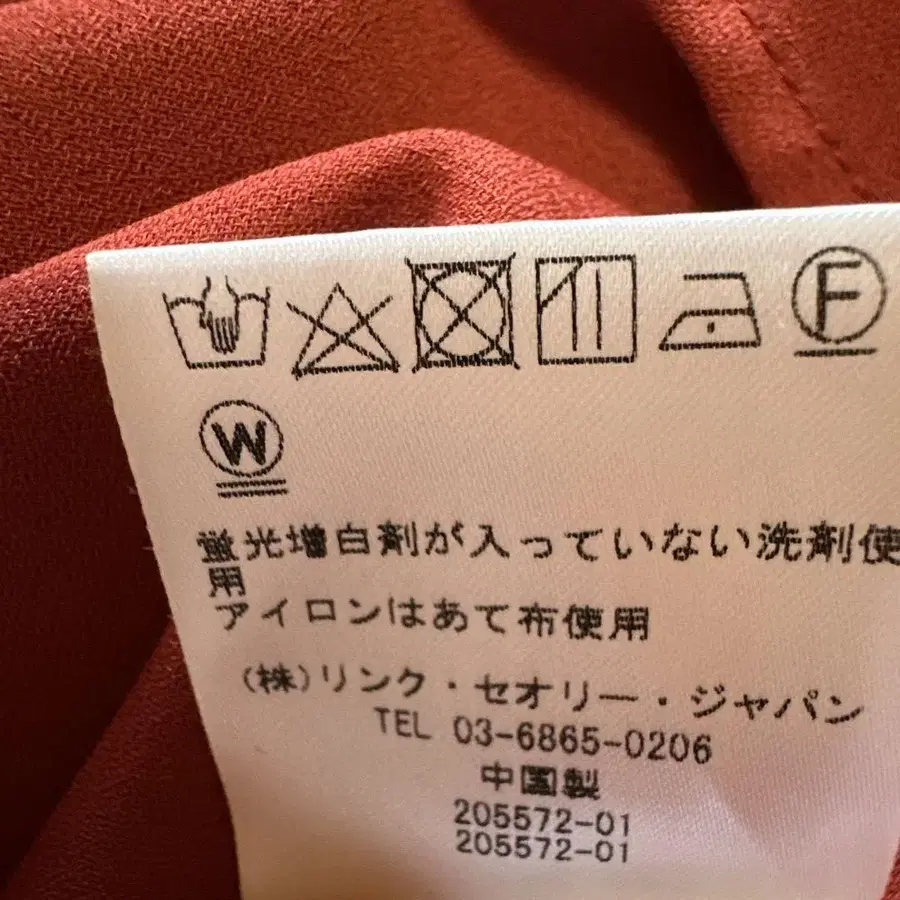 F
W
蛍光増白剤が入っていない洗剤使
用
アイロンはあて布使用
(株)リンク・セオリー・ジャパン
TEL 03-6865-0206
中国製
205572-01
205572-01